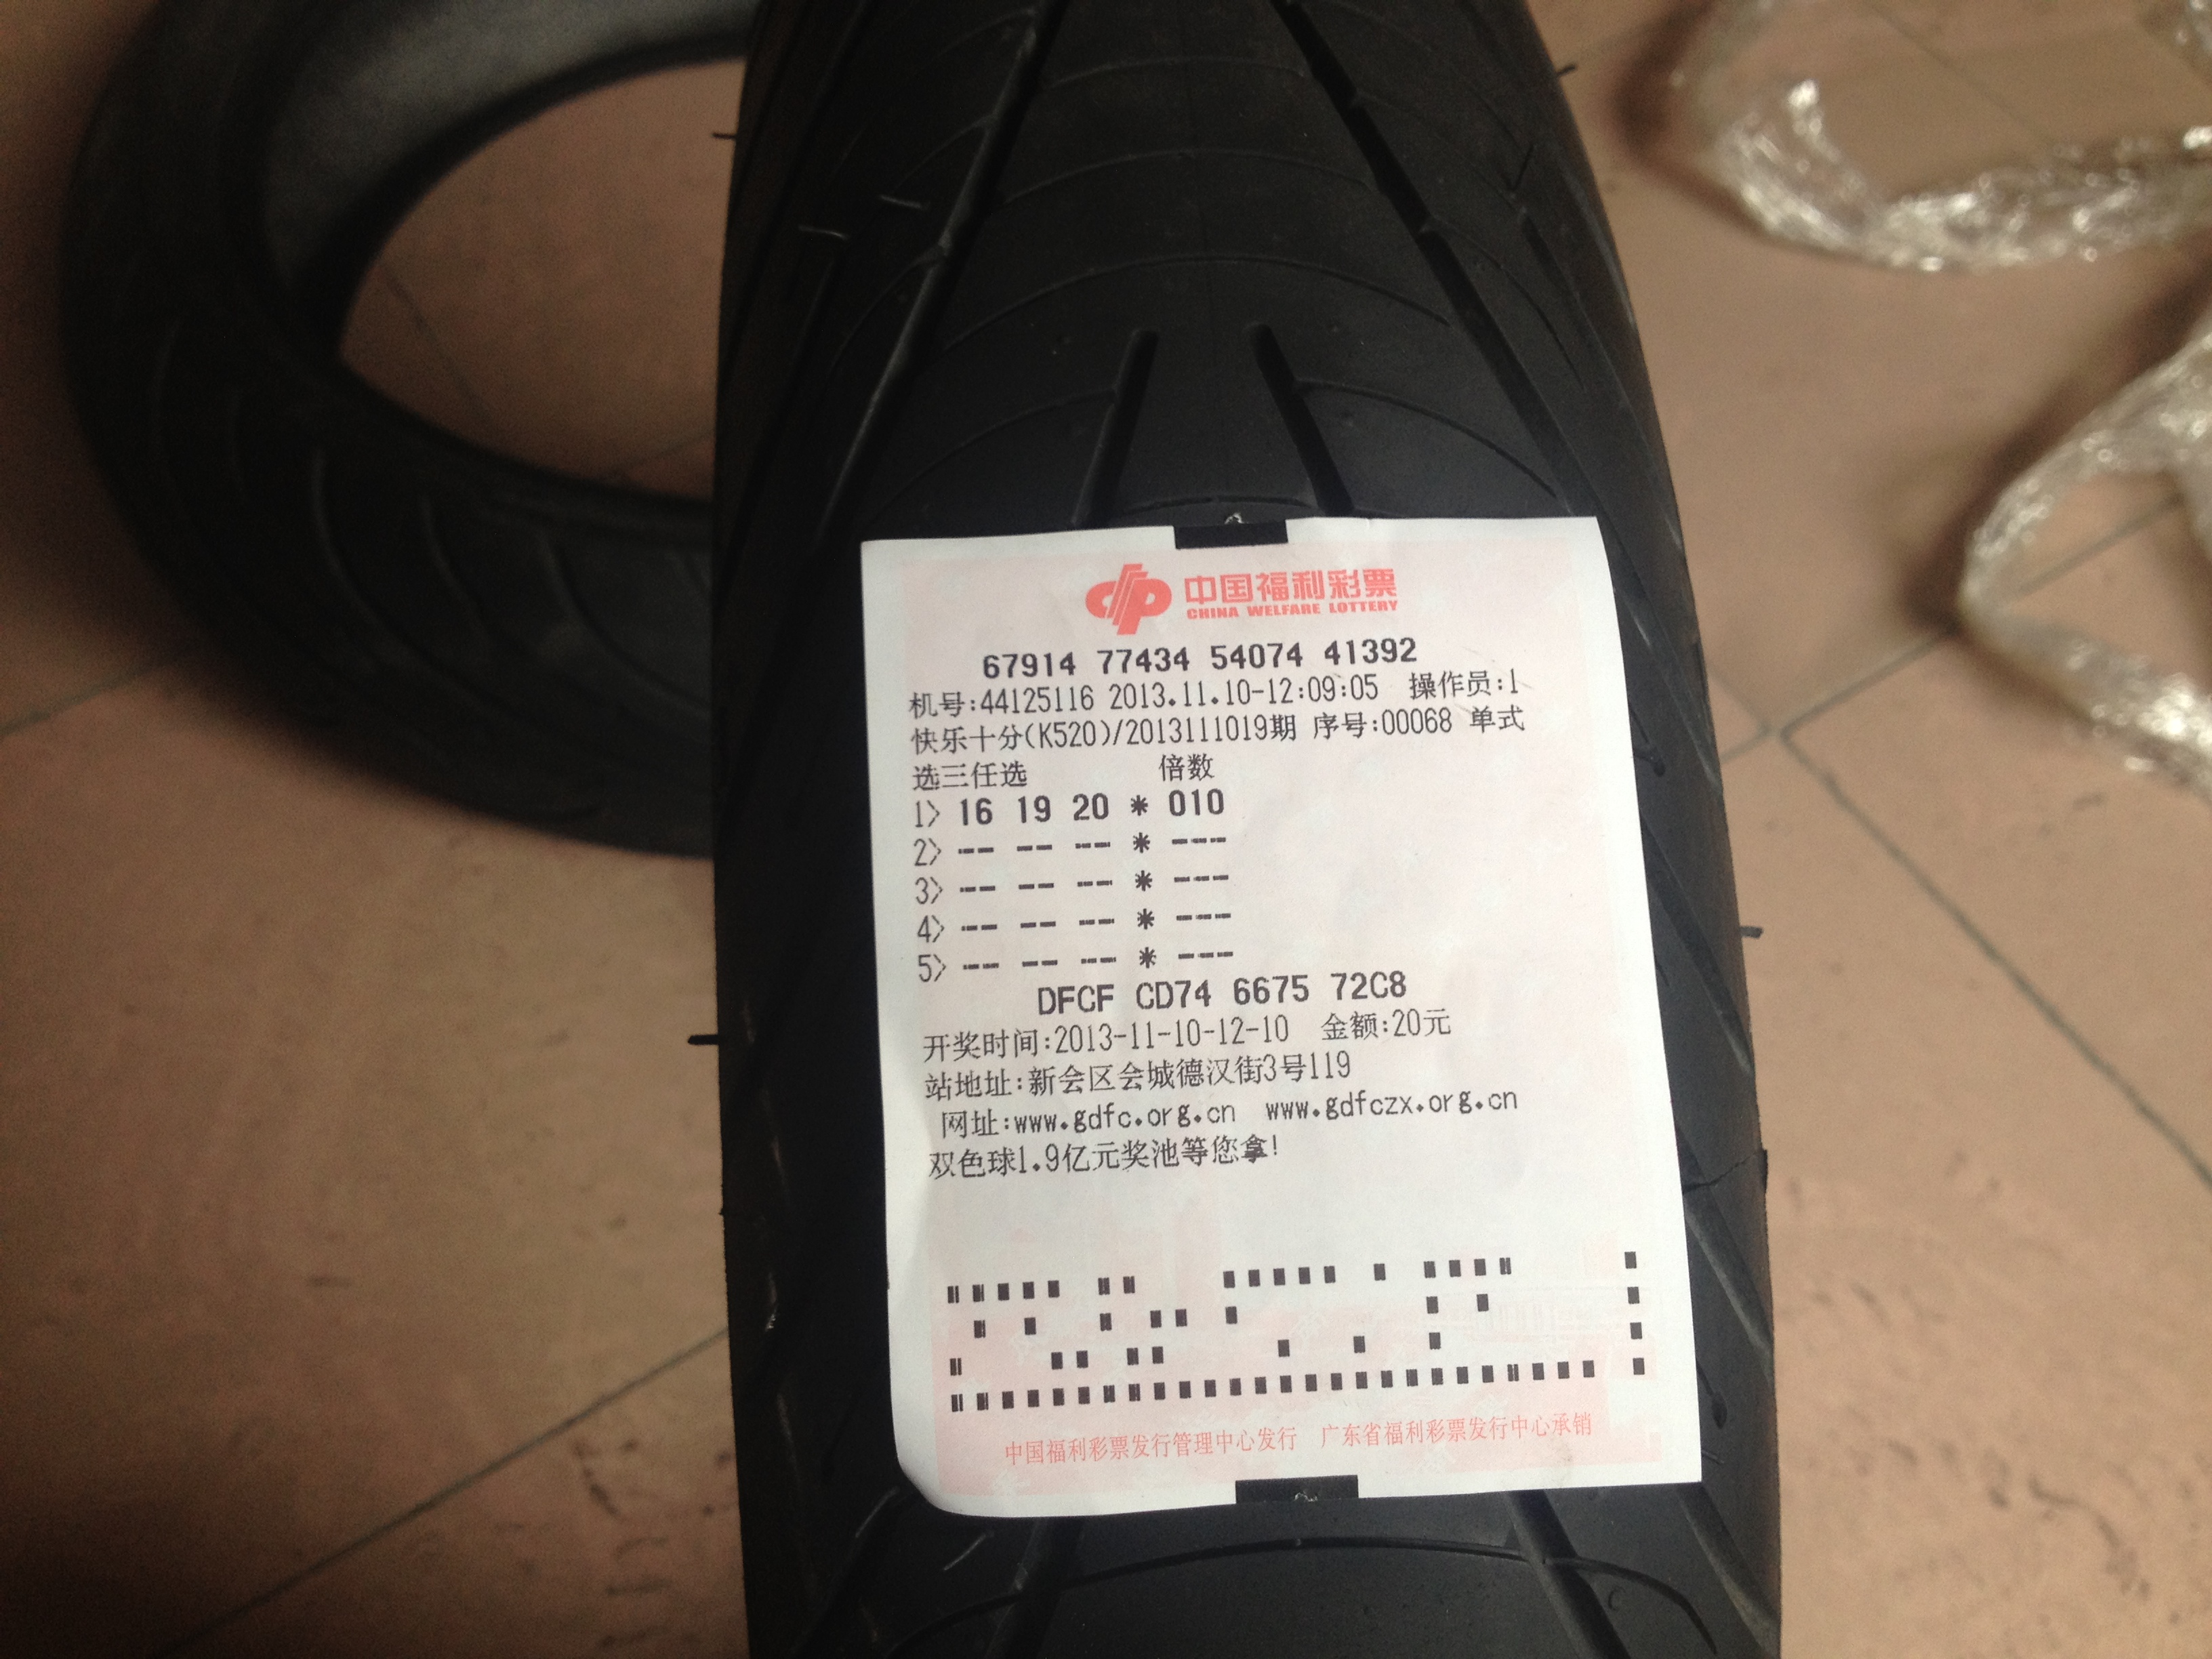 中国福利彩票
CHINA WELFARE LOTTERY
67914 77434 54074 41392
机号:44125116 2013.11.10-12:09:05 操作员:1
快乐十分(K520)/2013111019期 序号:00068 单式
选三任选 倍数
1> 16 19 20 * 010
2> -- -- -- * ---
3> -- -- -- * ---
4> -- -- -- * ---
5> -- -- -- * ---
DFCF CD74 6675 72C8
开奖时间:2013-11-10-12-10 金额:20元
站地址:新会区会城德汉街3号119
网址:www.gdfc.org.cn www.gdfczx.org.cn
双色球1.9亿元奖池等您拿!
中国福利彩票发行管理中心发行 广东省福利彩票发行中心承销